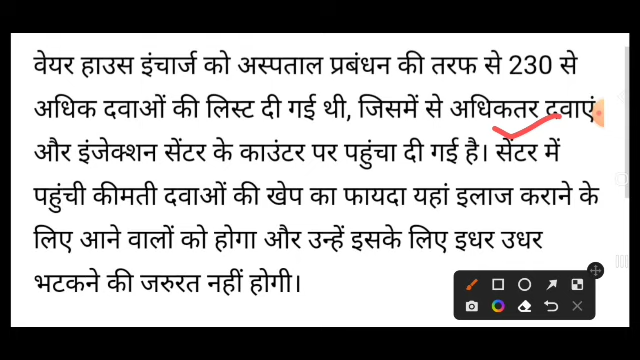 वेयर हाउस इंचार्ज को अस्पताल प्रबंधन की तरफ से 230 से
अधिक दवाओं की लिस्ट दी गई थी, जिसमें से अधिकतर दवाएं
और इंजेक्शन सेंटर के काउंटर पर पहुंचा दी गई है। सेंटर में
पहुंची कीमती दवाओं की खेप का फायदा यहां इलाज कराने के
लिए आने वालों को होगा और उन्हें इसके लिए इधर उधर
भटकने की जरुरत नहीं होगी।